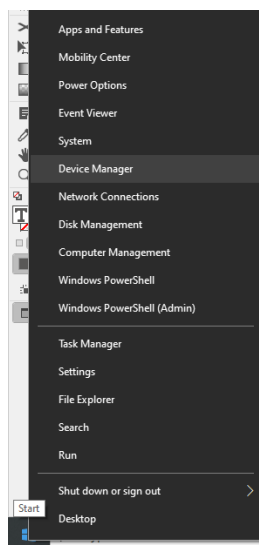 Apps and Features
Mobility Center
Power Options
Event Viewer
System
Device Manager
Network Connections
Disk Management
Computer Management
Windows PowerShell
Windows PowerShell (Admin)
Task Manager
Settings
File Explorer
Search
Run
Shut down or sign out
Start
Desktop